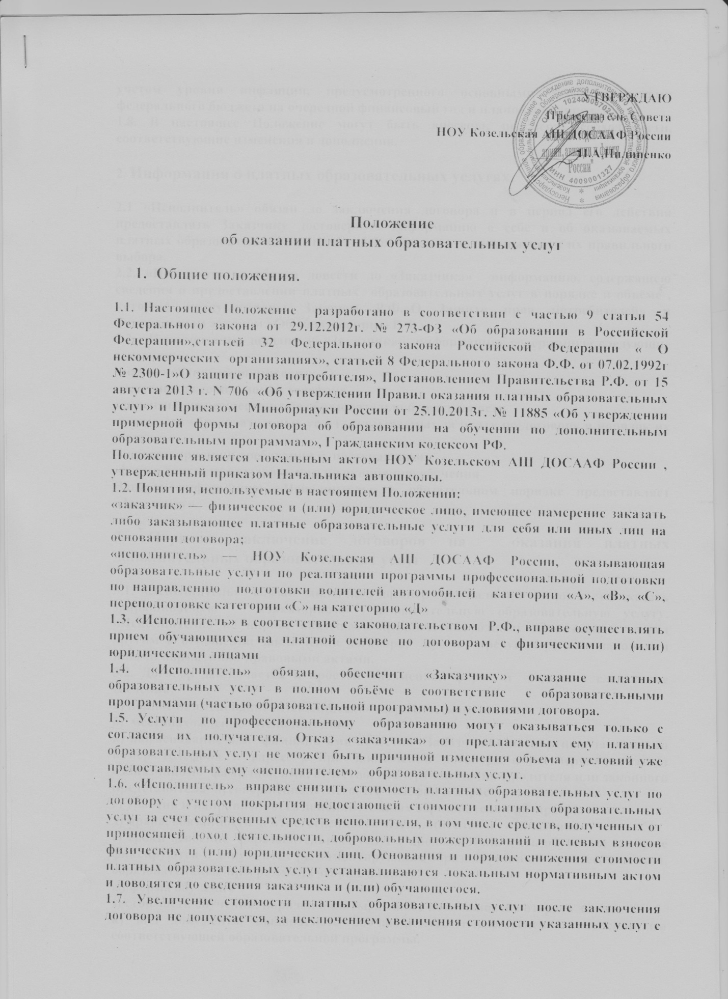 УТВЕРЖДАЮ
Председатель Совета
НОУ Козельская АШ ДОСААФ России
П.А.Пилипенко
ОГРН 1024000670242
Добровольное
общество содействия
армии, авиации и флоту
России"
ИНН 4009001327
Положение
об оказании платных образовательных услуг
1. Общие положения.
1.1. Настоящее Положение разработано в соответствии с частью 9 статьи 54
Федерального закона от 29.12.2012г. № 273-ФЗ «Об образовании в Российской
Федерации»,статьей 32 Федерального закона Российской Федерации « О
некоммерческих организациях», статьей 8 Федерального закона Ф.Ф. от 07.02.1992г
№ 2300-1»О защите прав потребителя», Постановлением Правительства Р.Ф. от 15
августа 2013 г. N 706 «Об утверждении Правил оказания платных образовательных
услуг» и Приказом Минобрнауки России от 25.10.2013г. № 11885 «Об утверждении
примерной формы договора об образовании на обучении по дополнительным
образовательным программам», Гражданским кодексом РФ.
Положение является локальным актом НОУ Козельском АШ ДОСААФ России ,
утвержденный приказом Начальника автошколы.
1.2. Понятия, используемые в настоящем Положении:
«заказчик» — физическое и (или) юридическое лицо, имеющее намерение заказать
либо заказывающее платные образовательные услуги для себя или иных лиц на
основании договора;
«исполнитель» — НОУ Козельская АШ ДОСААФ России, оказывающая
образовательные услуги по реализации программы профессиональной подготовки
по направлению подготовки водителей автомобилей категории «А», «В», «С»,
переподготовке категории «С» на категорию «Д»
1.3. «Исполнитель» в соответствие с законодательством Р.Ф., вправе осуществлять
прием обучающихся на платной основе по договорам с физическими и (или)
юридическими лицами
1.4. «Исполнитель» обязан, обеспечит «Заказчику» оказание платных
образовательных услуг в полном объёме в соответствие с образовательными
программами (частью образовательной программы) и условиями договора.
1.5. Услуги по профессиональному образованию могут оказываться только с
согласия их получателя. Отказ «заказчика» от предлагаемых ему платных
образовательных услуг не может быть причиной изменения объема и условий уже
предоставляемых ему «исполнителем» образовательных услуг.
1.6. «Исполнитель» вправе снизить стоимость платных образовательных услуг по
договору с учетом покрытия недостающей стоимости платных образовательных
услуг за счет собственных средств исполнителя, в том числе средств, полученных от
приносящей доход деятельности, добровольных пожертвований и целевых взносов
физических и (или) юридических лиц. Основания и порядок снижения стоимости
платных образовательных услуг устанавливаются локальным нормативным актом
и доводятся до сведения заказчика и (или) обучающегося.
1.7. Увеличение стоимости платных образовательных услуг после заключения
договора не допускается, за исключением увеличения стоимости указанных услуг с